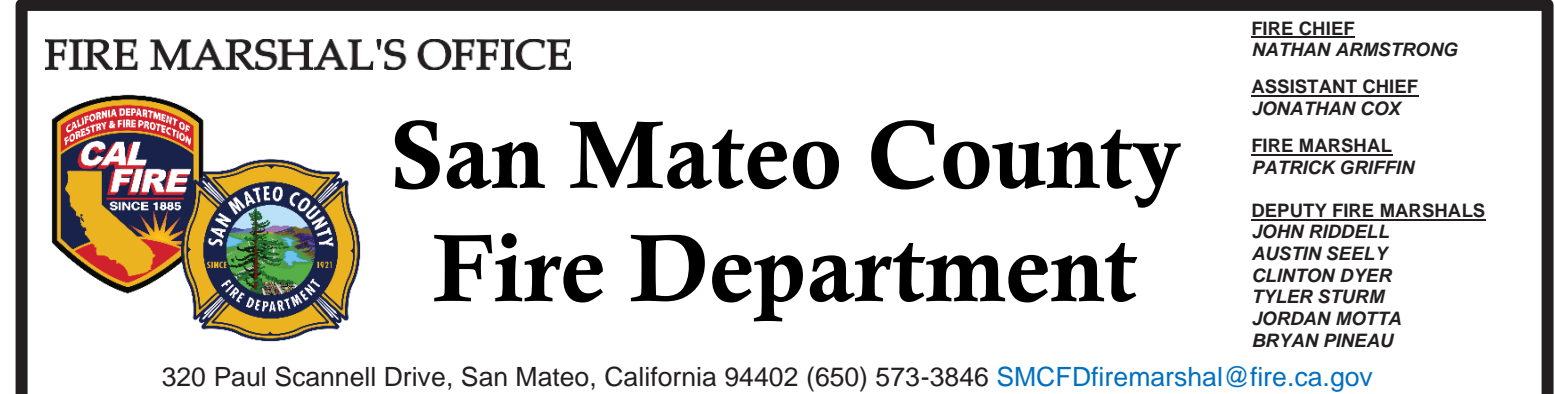 FIRE MARSHAL'S OFFICE
CALIFORNIA DEPARTMENT OF
FORESTRY & FIRE PROTECTION
CAL
FIRE
SINCE 1885
SAN MATEO COUNTY
SINCE 1921
FIRE DEPARTMENT
San Mateo County
Fire Department
FIRE CHIEF
NATHAN ARMSTRONG
ASSISTANT CHIEF
JONATHAN COX
FIRE MARSHAL
PATRICK GRIFFIN
DEPUTY FIRE MARSHALS
JOHN RIDDELL
AUSTIN SEELY
CLINTON DYER
TYLER STURM
JORDAN MOTTA
BRYAN PINEAU
320 Paul Scannell Drive, San Mateo, California 94402 (650) 573-3846 SMCFDfiremarshal@fire.ca.gov